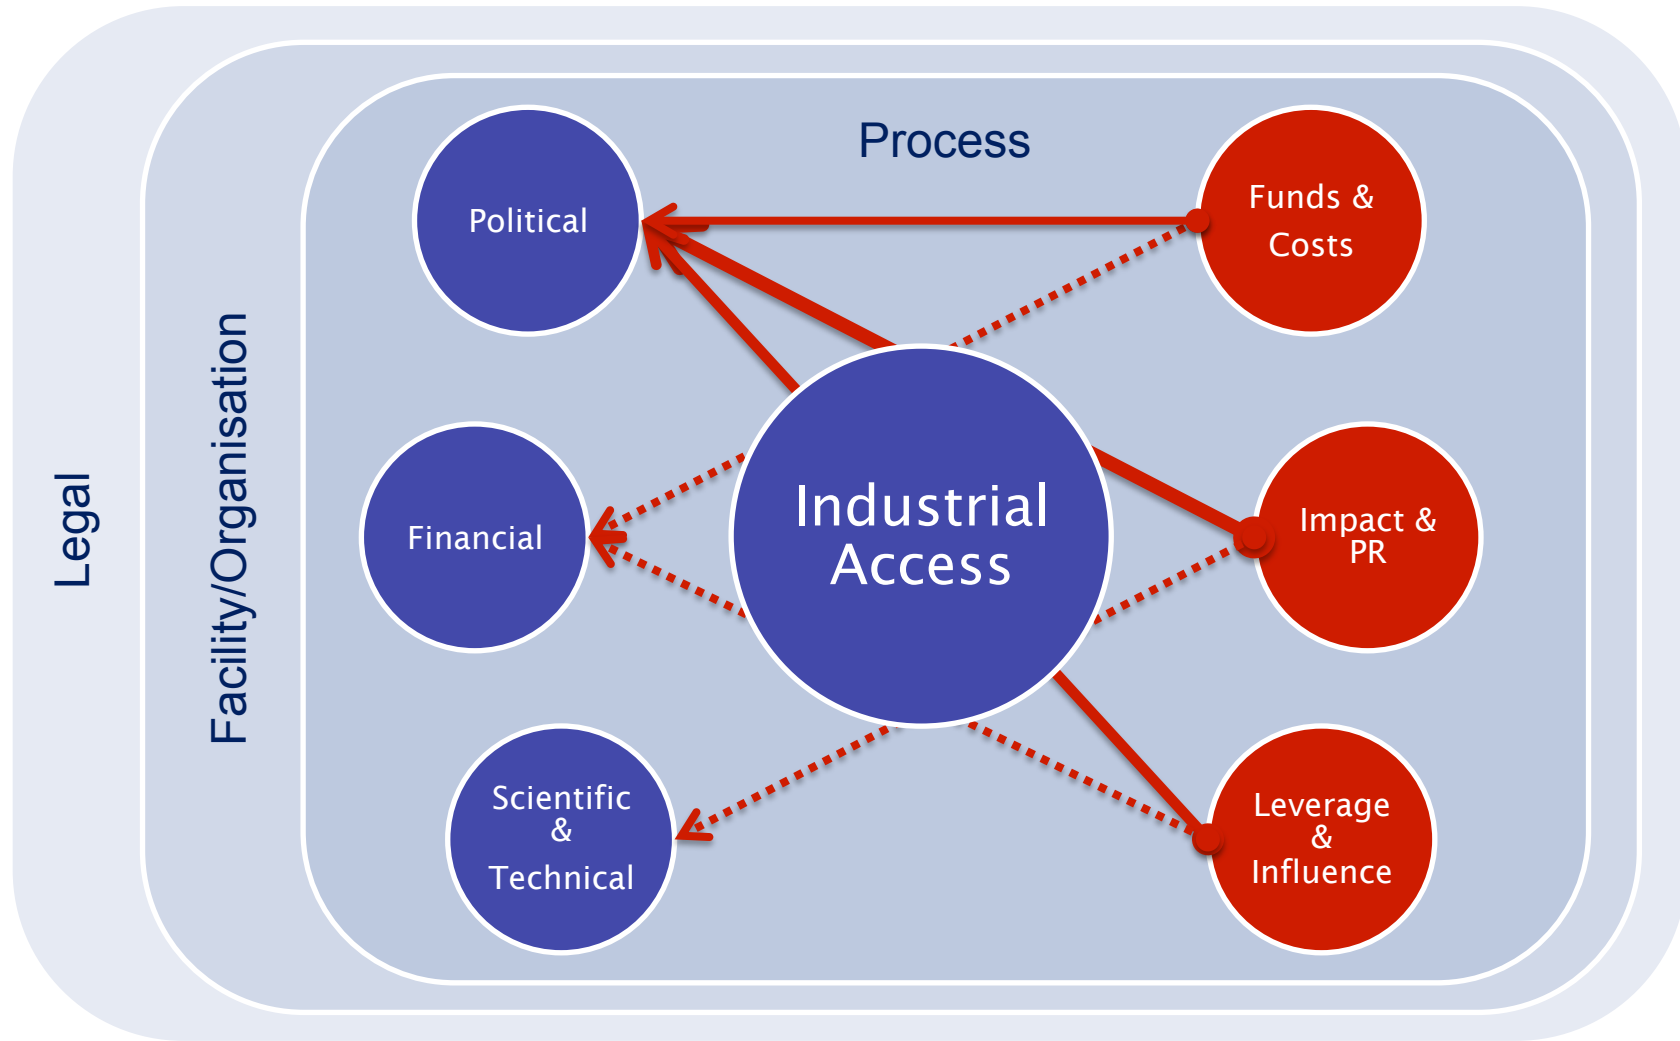 Process
Political
Funds &
Costs
Legal
Facility/Organisation
Financial
Industrial
Access
Impact &
PR
Scientific
&
Technical
Leverage
&
Influence